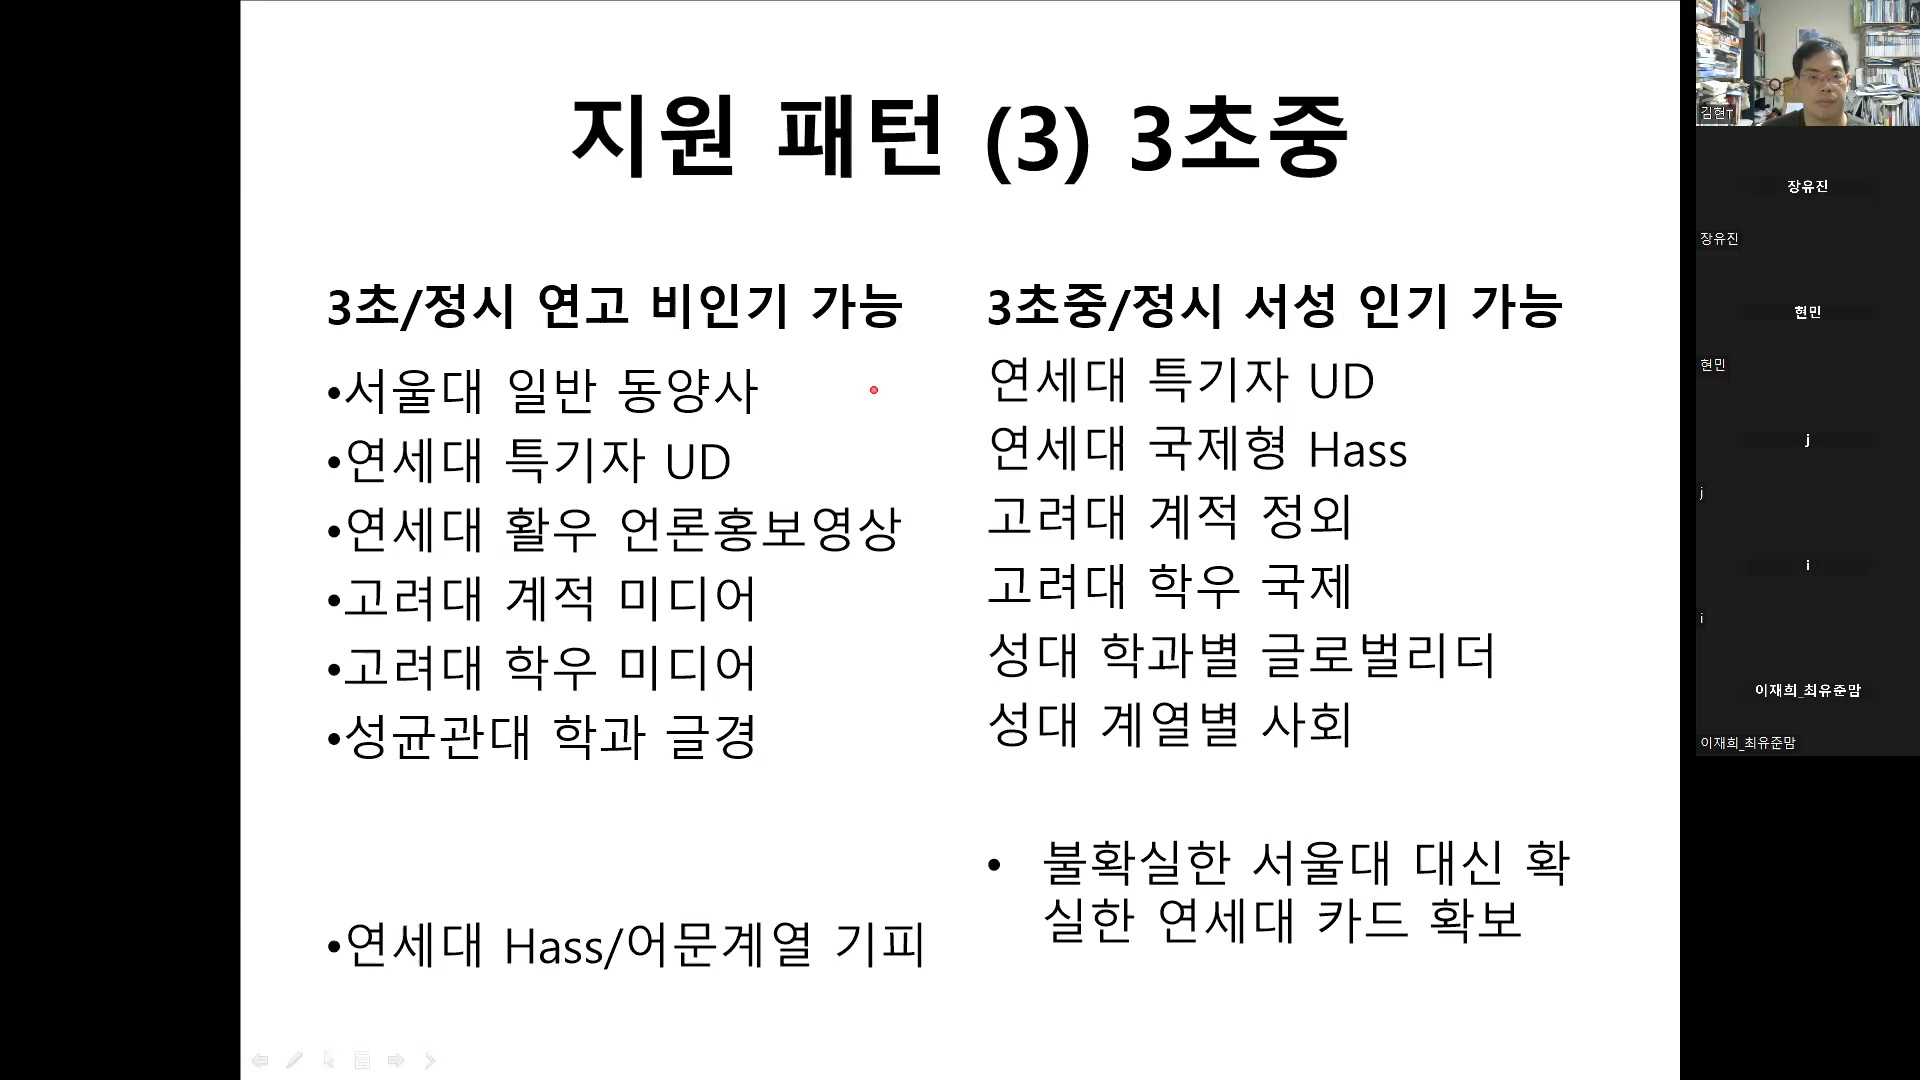 지원 패턴 (3) 3초중
3초/정시 연고 비인기 가능
•서울대 일반 동양사
•연세대 특기자 UD
•연세대 활우 언론홍보영상
•고려대 계적 미디어
•고려대 학우 미디어
•성균관대 학과 글경
•연세대 Hass/어문계열 기피
3초중/정시 서성 인기 가능
연세대 특기자 UD
연세대 국제형 Hass
고려대 계적 정외
고려대 학우 국제
성대 학과별 글로벌리더
성대 계열별 사회
• 불확실한 서울대 대신 확
실한 연세대 카드 확보
김현T
장유진
장유진
현민
현민
j
j
i
i
이재희_최유준맘
이재희_최유준맘